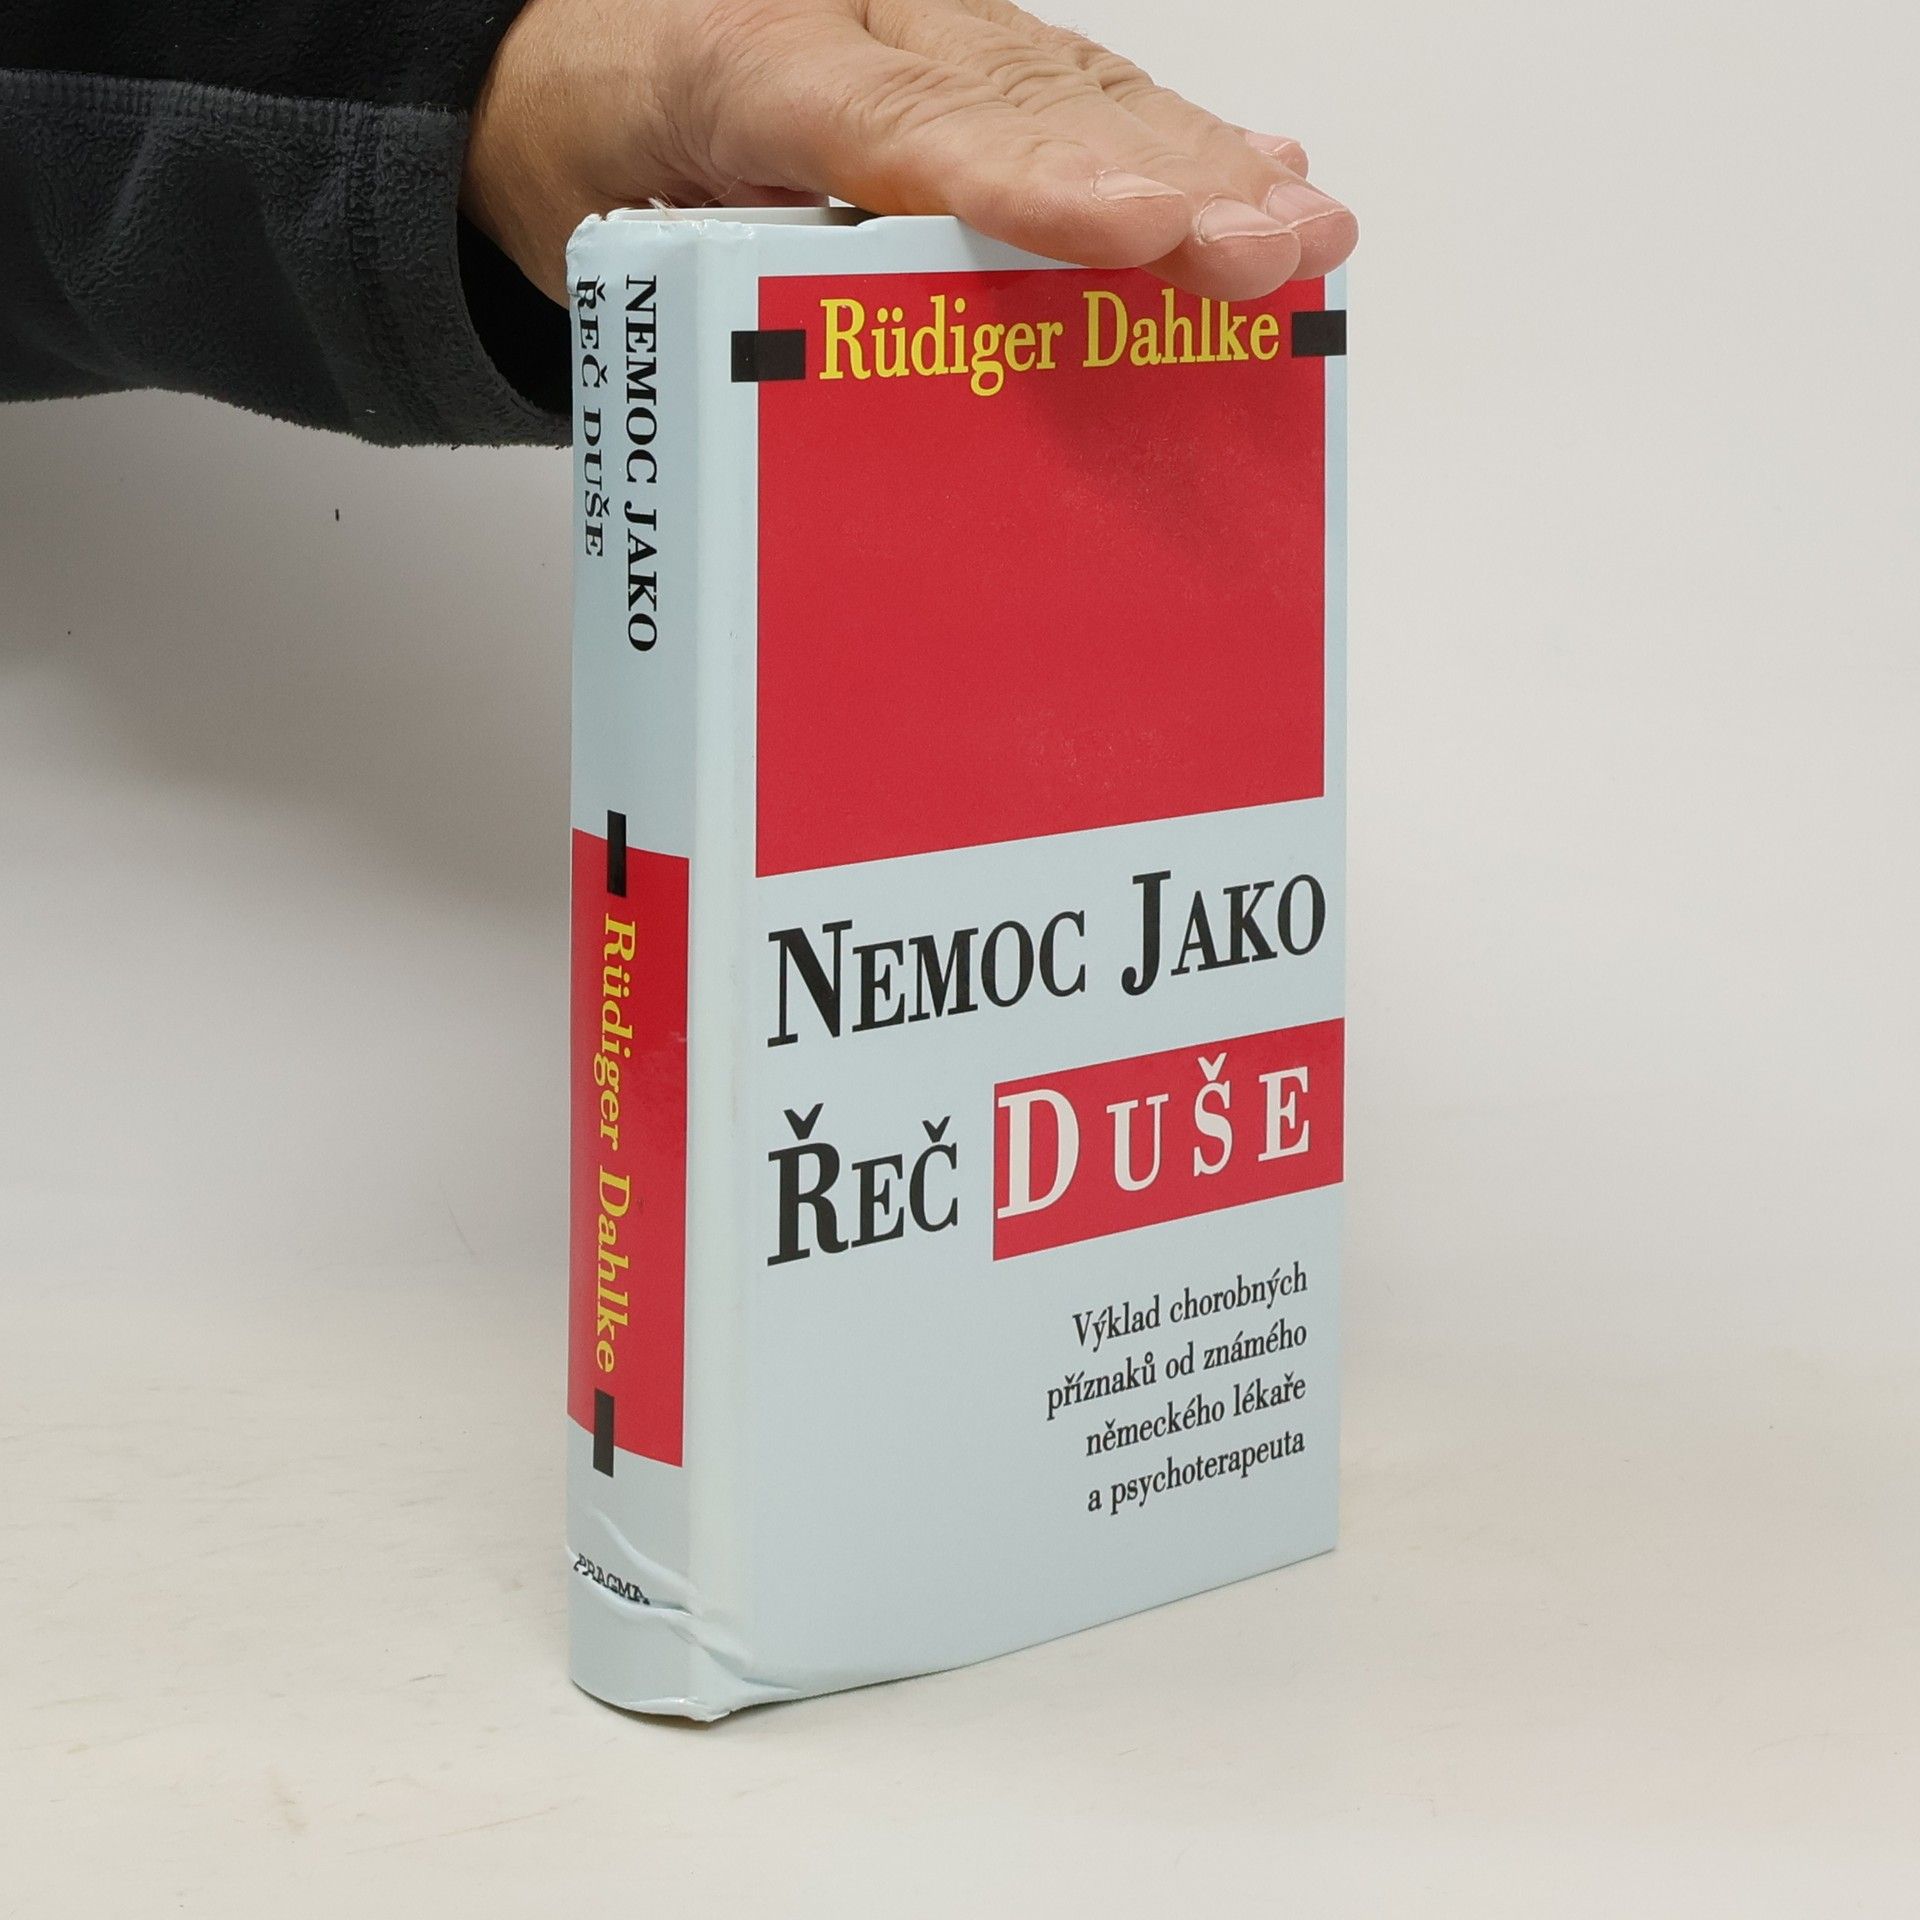 NEMOC JAKO
ŘEČ DUŠE
Rüdiger Dahlke
PRAGMA
Rüdiger Dahlke
NEMOC JAKO
ŘEČ DUŠE
Výklad chorobných
příznaků od známého
německého lékaře
a psychoterapeuta